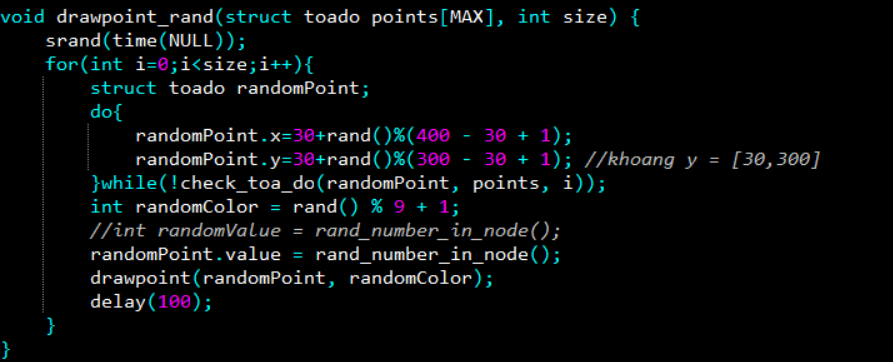 void drawpoint_rand(struct toado points[MAX], int size) {
    srand(time(NULL));
    for(int i=0;i<size;i++){
        struct toado randomPoint;
        do{
            randomPoint.x=30+rand()%(400 - 30 + 1);
            randomPoint.y=30+rand()%(300 - 30 + 1); //khoang y = [30,300]
        }while(!check_toa_do(randomPoint, points, i));
        int randomColor = rand() % 9 + 1;
        //int randomValue = rand_number_in_node();
        randomPoint.value = rand_number_in_node();
        drawpoint(randomPoint, randomColor);
        delay(100);
    }
}